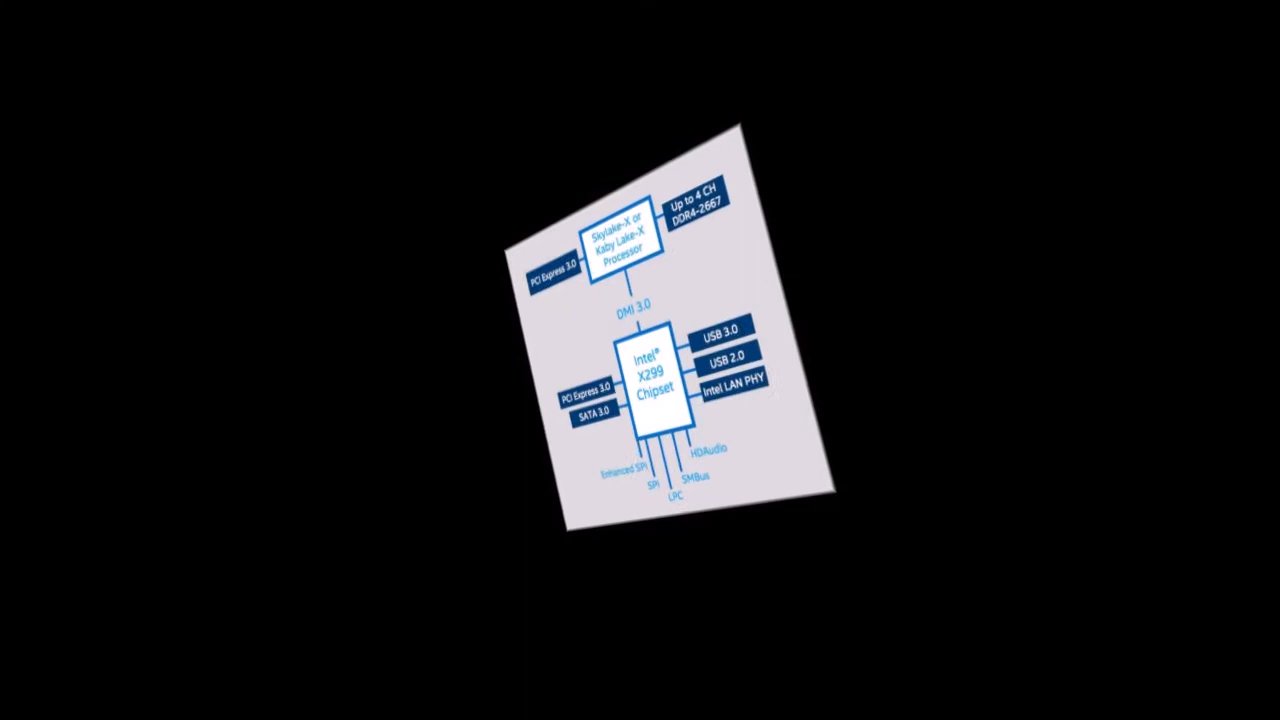 Up to 4 CH
DDR4-2667
Skylake-X or
Kaby Lake-X
Processor
PCI Express 3.0
DMI 3.0
Intel®
X299
Chipset
USB 3.0
USB 2.0
Intel LAN PHY
PCI Express 3.0
SATA 3.0
Enhanced SPI
SPI
LPC
SMBus
HDAudio